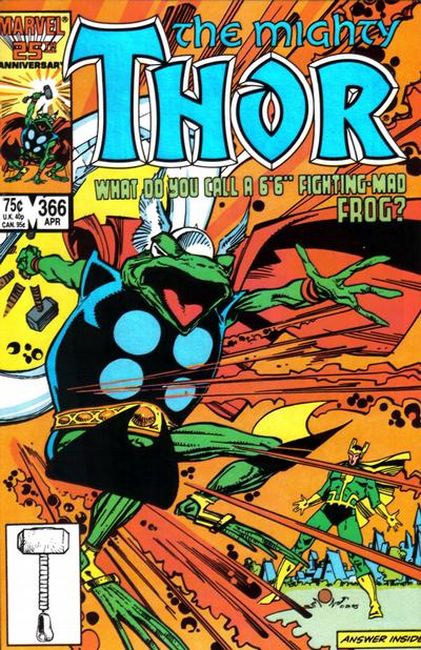 MARVEL
25TH
ANNIVERSARY
the mighty
THOR
WHAT DO YOU CALL A 6'6" FIGHTING-MAD
FROG?
75¢
U.K. 40p
CAN. 95¢
366
APR
ANSWER INSIDE